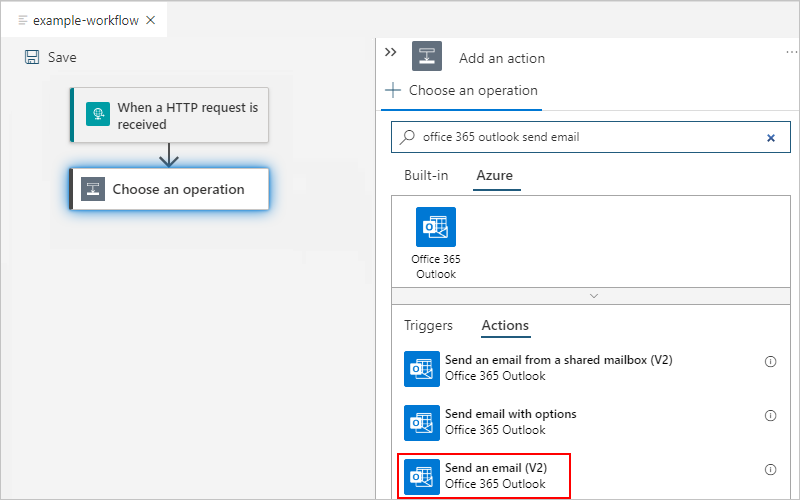 example-workflow
Save
When a HTTP request is
received
Choose an operation
Add an action
Choose an operation
office 365 outlook send email
Built-in
Azure
Office 365
Outlook
Triggers
Actions
Send an email from a shared mailbox (V2)
Office 365 Outlook
Send email with options
Office 365 Outlook
Send an email (V2)
Office 365 Outlook